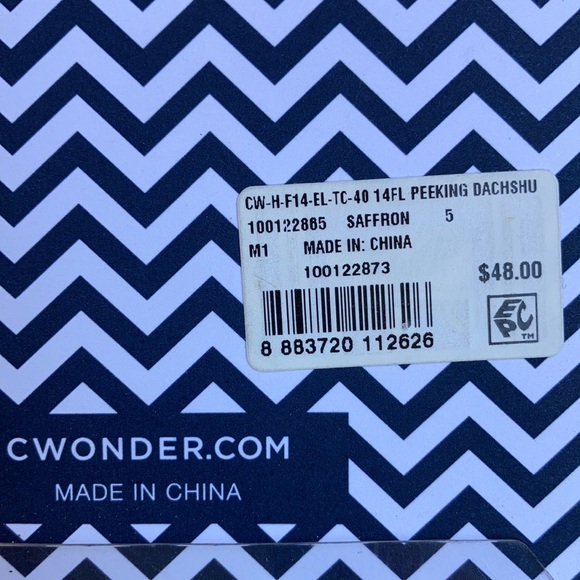 CW-H-F14-EL-TC-40 14FL PEEKING DACHSHU
100122865 SAFFRON 5
M1 MADE IN: CHINA
100122873
$48.00
8 883720 112626
EPC TM
CWONDER.COM
MADE IN CHINA